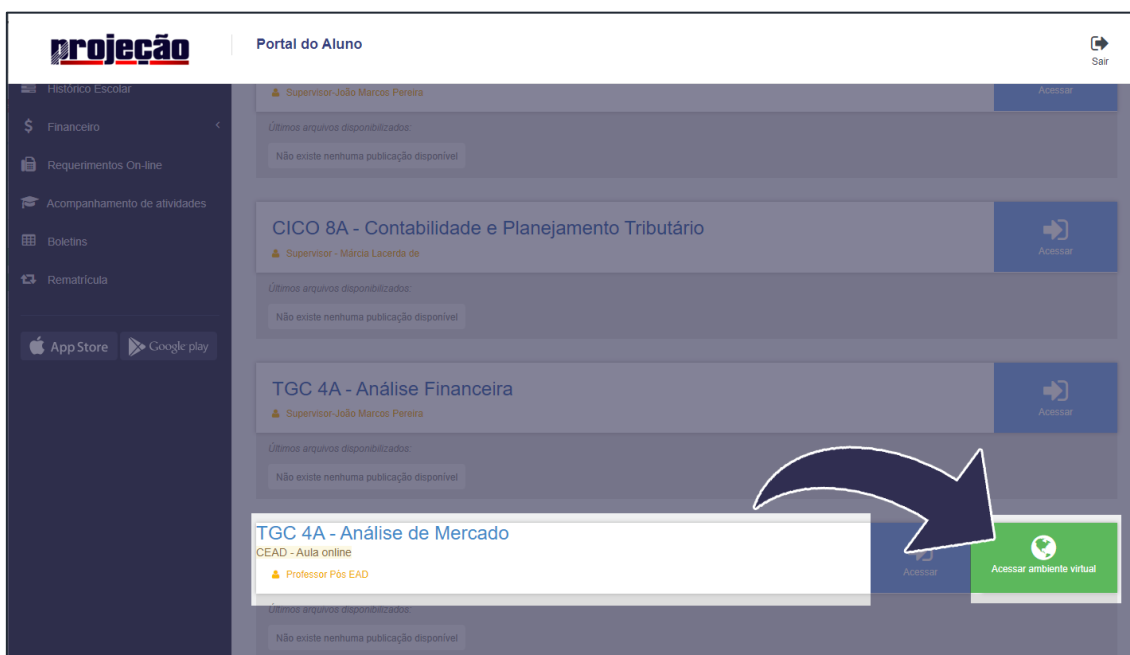 projeção
Portal do Aluno
Sair
Histórico Escolar
Financeiro
Requerimentos On-line
Acompanhamento de atividades
Boletins
Rematrícula
App Store
Google play
Supervisor-João Marcos Pereira
Acessar
Últimos arquivos disponibilizados:
Não existe nenhuma publicação disponível
CICO 8A - Contabilidade e Planejamento Tributário
Supervisor - Márcia Lacerda de
Acessar
Últimos arquivos disponibilizados:
Não existe nenhuma publicação disponível
TGC 4A - Análise Financeira
Supervisor-João Marcos Pereira
Acessar
Últimos arquivos disponibilizados:
Não existe nenhuma publicação disponível
TGC 4A - Análise de Mercado
CEAD - Aula online
Professor Pós EAD
Acessar
Acessar ambiente virtual
Últimos arquivos disponibilizados:
Não existe nenhuma publicação disponível